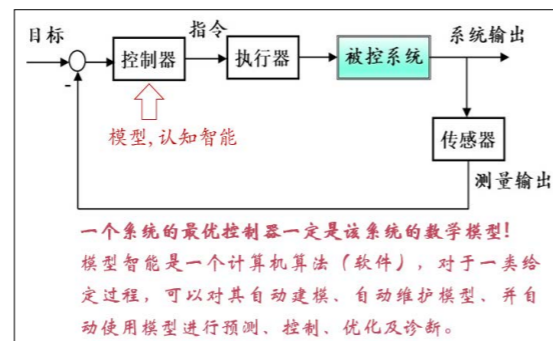 目标
指令
系统输出
控制器
执行器
被控系统
-
模型,认知智能
传感器
测量输出
一个系统的最优控制器一定是该系统的数学模型!
模型智能是一个计算机算法（软件），对于一类给
定过程，可以对其自动建模、自动维护模型、并自
动使用模型进行预测、控制、优化及诊断。